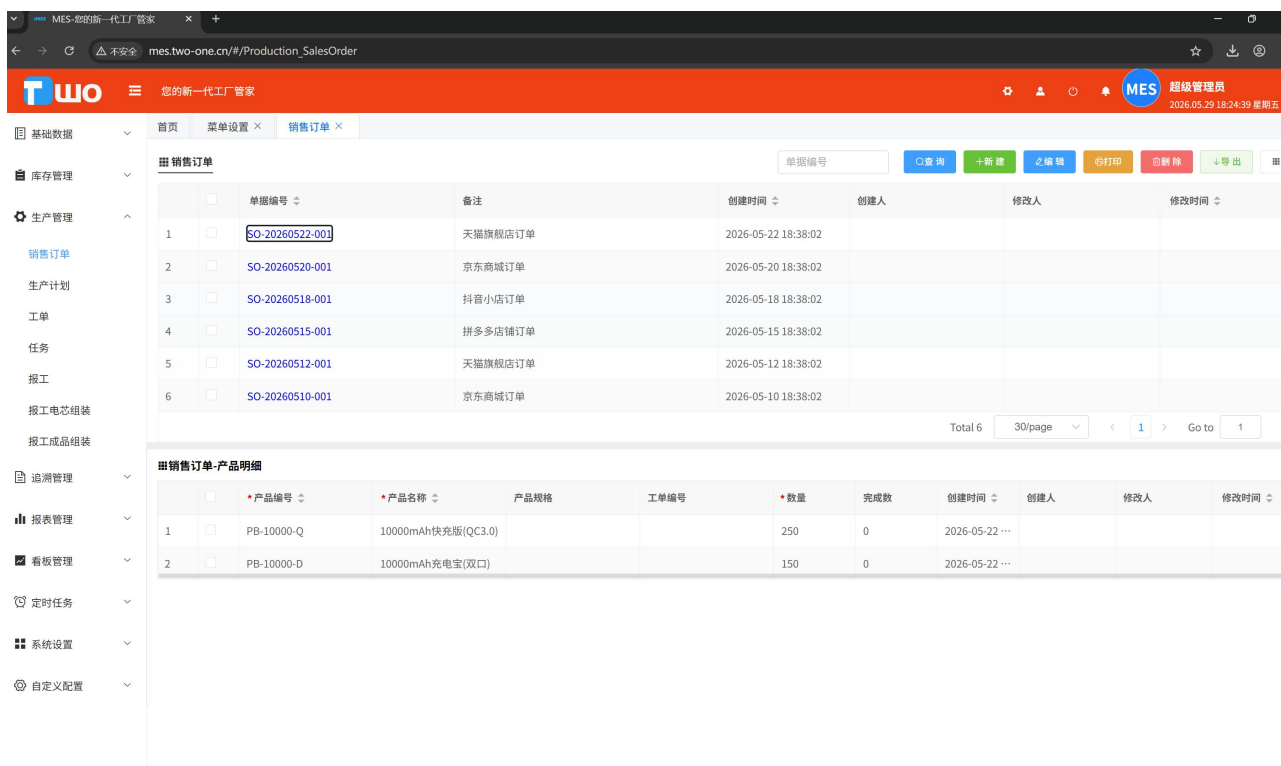 MES-您的新一代工厂管家
不安全 mes.two-one.cn/#/Production_SalesOrder
TWO 您的新一代工厂管家 MES 超级管理员
2026.05.29 18:24:39 星期五
首页 菜单设置 销售订单
基础数据
库存管理
生产管理
销售订单
生产计划
工单
任务
报工
报工电芯组装
报工成品组装
追溯管理
报表管理
看板管理
定时任务
系统设置
自定义配置
销售订单 单据编号 查询 新建 编辑 打印 删除 导出
单据编号 备注 创建时间 创建人 修改人 修改时间
1 SO-20260522-001 天猫旗舰店订单 2026-05-22 18:38:02
2 SO-20260520-001 京东商城订单 2026-05-20 18:38:02
3 SO-20260518-001 抖音小店订单 2026-05-18 18:38:02
4 SO-20260515-001 拼多多店铺订单 2026-05-15 18:38:02
5 SO-20260512-001 天猫旗舰店订单 2026-05-12 18:38:02
6 SO-20260510-001 京东商城订单 2026-05-10 18:38:02
Total 6 30/page 1 Go to 1
销售订单-产品明细
*产品编号 *产品名称 产品规格 工单编号 *数量 完成数 创建时间 创建人 修改人 修改时间
1 PB-10000-Q 10000mAh快充版(QC3.0) 250 0 2026-05-22 ···
2 PB-10000-D 10000mAh充电宝(双口) 150 0 2026-05-22 ···